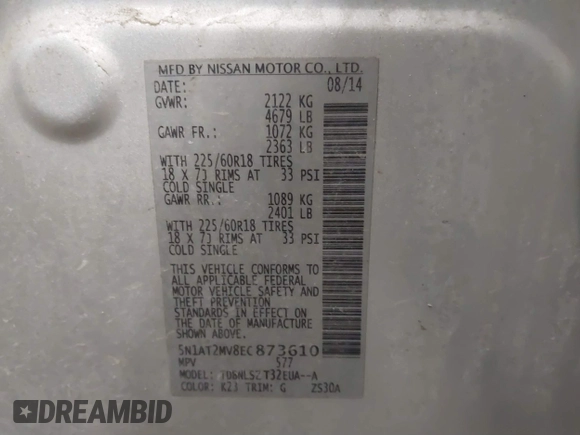 MFD BY NISSAN MOTOR CO., LTD.
DATE: 08/14
GVWR: 2122 KG
4679 LB
GAWR FR.: 1072 KG
2363 LB
WITH 225/60R18 TIRES
18 X 7J RIMS AT 33 PSI
COLD SINGLE
GAWR RR.: 1089 KG
2401 LB
WITH 225/60R18 TIRES
18 X 7J RIMS AT 33 PSI
COLD SINGLE
THIS VEHICLE CONFORMS TO
ALL APPLICABLE FEDERAL
MOTOR VEHICLE SAFETY AND
THEFT PREVENTION
STANDARDS IN EFFECT ON
THE DATE OF MANUFACTURE
SHOWN ABOVE.
5N1AT2MV8EC873610
MPV 577
MODEL:
COLOR: K23 TRIM: G ZS30A
DREAMBID
DREAMBID